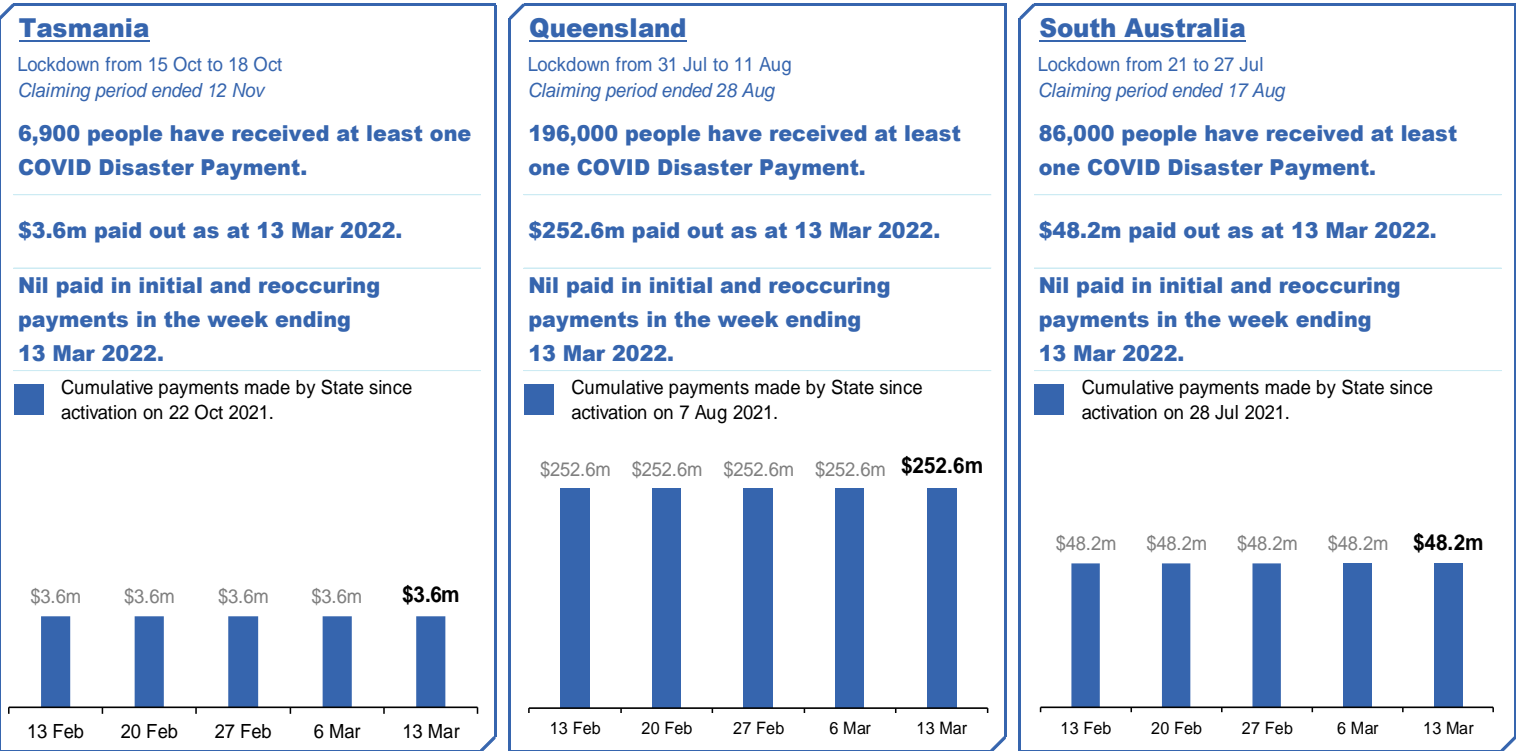 Tasmania
Lockdown from 15 Oct to 18 Oct
Claiming period ended 12 Nov
6,900 people have received at least one
COVID Disaster Payment.
$3.6m paid out as at 13 Mar 2022.
Nil paid in initial and reoccuring
payments in the week ending
13 Mar 2022.
Cumulative payments made by State since
activation on 22 Oct 2021.
$3.6m $3.6m $3.6m $3.6m $3.6m
13 Feb 20 Feb 27 Feb 6 Mar 13 Mar
Queensland
Lockdown from 31 Jul to 11 Aug
Claiming period ended 28 Aug
196,000 people have received at least
one COVID Disaster Payment.
$252.6m paid out as at 13 Mar 2022.
Nil paid in initial and reoccuring
payments in the week ending
13 Mar 2022.
Cumulative payments made by State since
activation on 7 Aug 2021.
$252.6m $252.6m $252.6m $252.6m $252.6m
13 Feb 20 Feb 27 Feb 6 Mar 13 Mar
South Australia
Lockdown from 21 to 27 Jul
Claiming period ended 17 Aug
86,000 people have received at least
one COVID Disaster Payment.
$48.2m paid out as at 13 Mar 2022.
Nil paid in initial and reoccuring
payments in the week ending
13 Mar 2022.
Cumulative payments made by State since
activation on 28 Jul 2021.
$48.2m $48.2m $48.2m $48.2m $48.2m
13 Feb 20 Feb 27 Feb 6 Mar 13 Mar